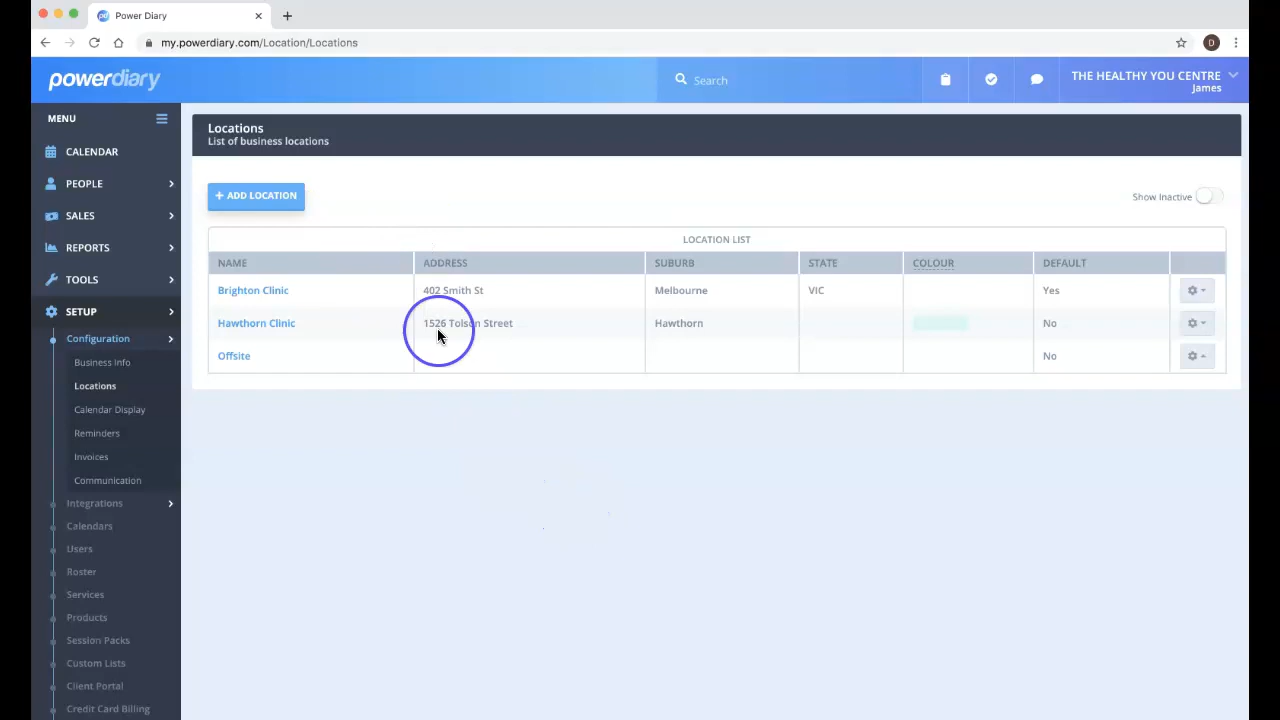 Power Diary
my.powerdiary.com/Location/Locations
D
powerdiary
Search
THE HEALTHY YOU CENTRE
James
MENU
CALENDAR
PEOPLE
SALES
REPORTS
TOOLS
SETUP
Configuration
Business Info
Locations
Calendar Display
Reminders
Invoices
Communication
Integrations
Calendars
Users
Roster
Services
Products
Session Packs
Custom Lists
Client Portal
Credit Card Billing
Locations
List of business locations
+ ADD LOCATION
Show Inactive
LOCATION LIST
NAME ADDRESS SUBURB STATE COLOUR DEFAULT
Brighton Clinic 402 Smith St Melbourne VIC Yes
Hawthorn Clinic 1526 Tolson Street Hawthorn No
Offsite No